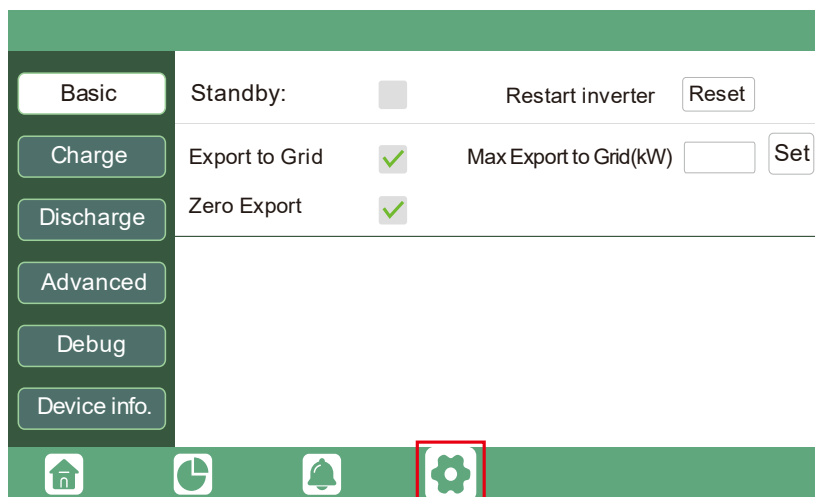 Basic
Standby:
Restart inverter
Reset
Charge
Export to Grid
Max Export to Grid(kW)
Set
Discharge
Zero Export
Advanced
Debug
Device info.